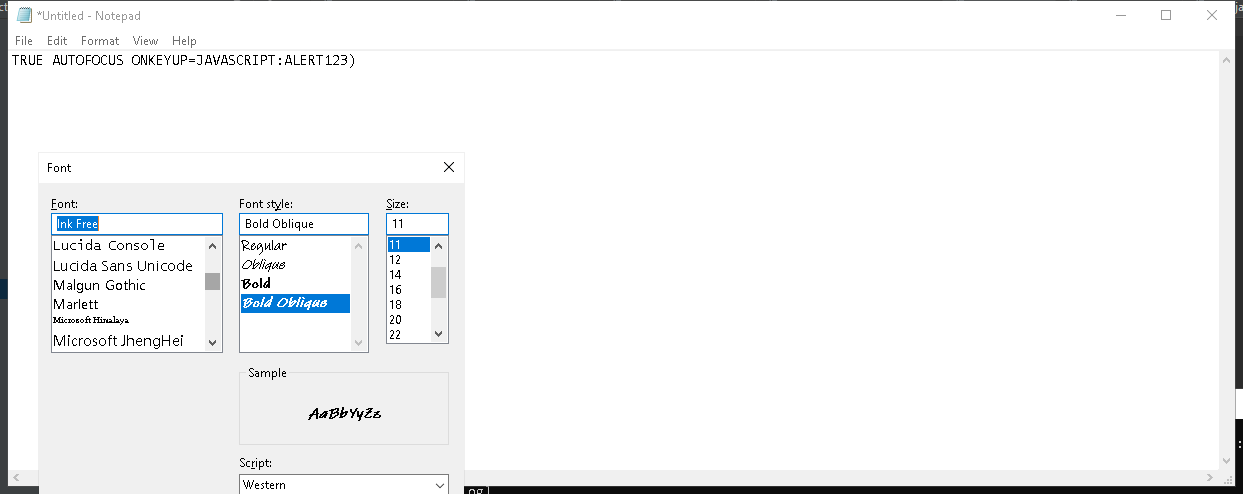 *Untitled - Notepad
File Edit Format View Help
TRUE AUTOFOCUS ONKEYUP=JAVASCRIPT:ALERT123)
Font
Font: Font style: Size:
Ink Free Bold Oblique 11
Lucida Console Regular 11
Lucida Sans Unicode Oblique 12
Malgun Gothic Bold 14
Marlett Bold Oblique 16
Microsoft Himalaya 18
Microsoft JhengHei 20
22
Sample
AaBbYyZz
Script:
Western